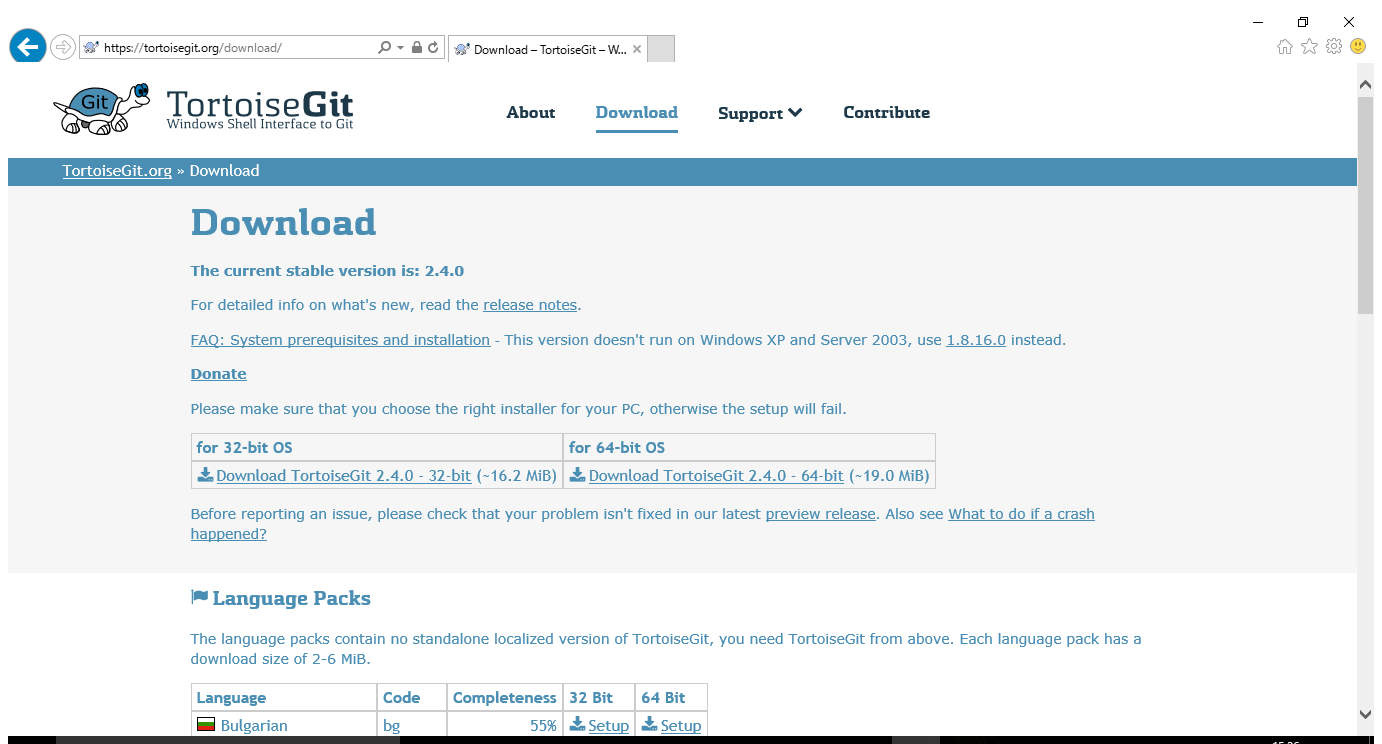 https://tortoisegit.org/download/
Download – TortoiseGit – W...
Git
TortoiseGit
Windows Shell Interface to Git
About Download Support Contribute
TortoiseGit.org » Download
Download
The current stable version is: 2.4.0
For detailed info on what's new, read the release notes.
FAQ: System prerequisites and installation - This version doesn't run on Windows XP and Server 2003, use 1.8.16.0 instead.
Donate
Please make sure that you choose the right installer for your PC, otherwise the setup will fail.
for 32-bit OS for 64-bit OS
Download TortoiseGit 2.4.0 - 32-bit (~16.2 MiB) Download TortoiseGit 2.4.0 - 64-bit (~19.0 MiB)
Before reporting an issue, please check that your problem isn't fixed in our latest preview release. Also see What to do if a crash
happened?
Language Packs
The language packs contain no standalone localized version of TortoiseGit, you need TortoiseGit from above. Each language pack has a
download size of 2-6 MiB.
Language Code Completeness 32 Bit 64 Bit
Bulgarian bg 55% Setup Setup